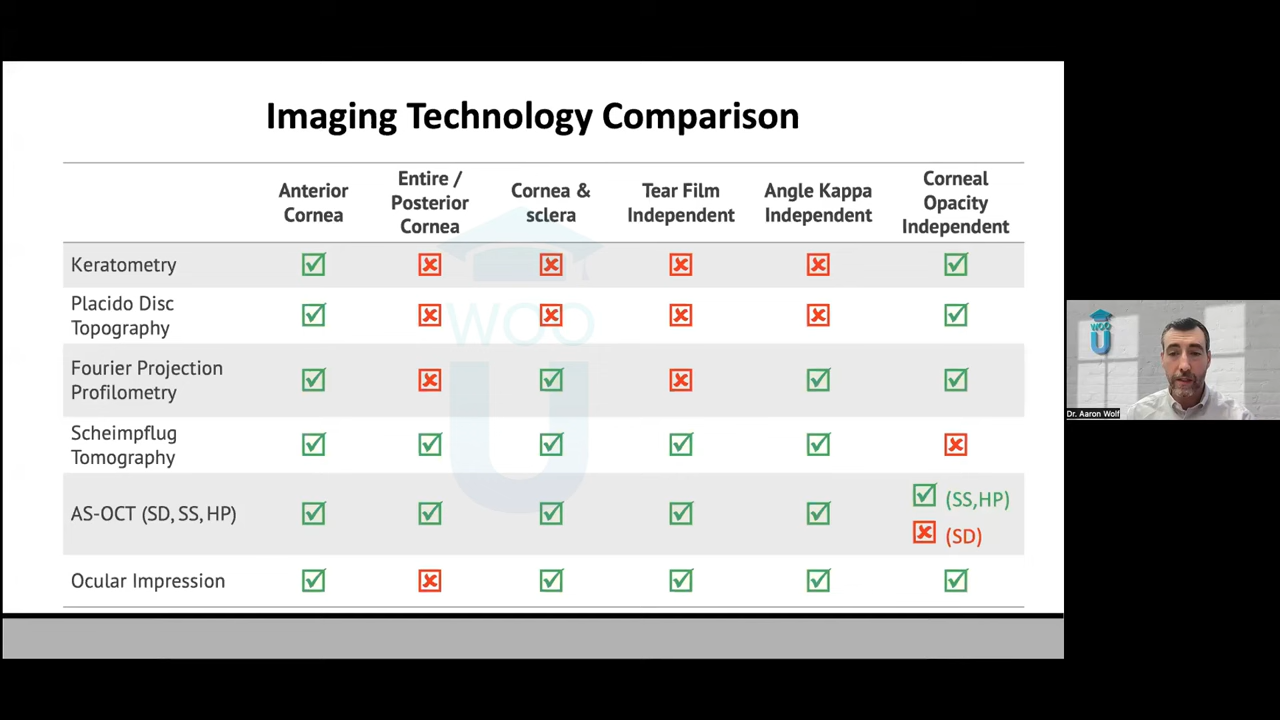 Imaging Technology Comparison
Anterior Cornea
Entire / Posterior Cornea
Cornea & sclera
Tear Film Independent
Angle Kappa Independent
Corneal Opacity Independent
Keratometry
Placido Disc
Topography
Fourier Projection
Profilometry
Scheimpflug
Tomography
AS-OCT (SD, SS, HP)
(SS,HP)
(SD)
Ocular Impression
WOO
U
WOO
U
Dr. Aaron Wolf